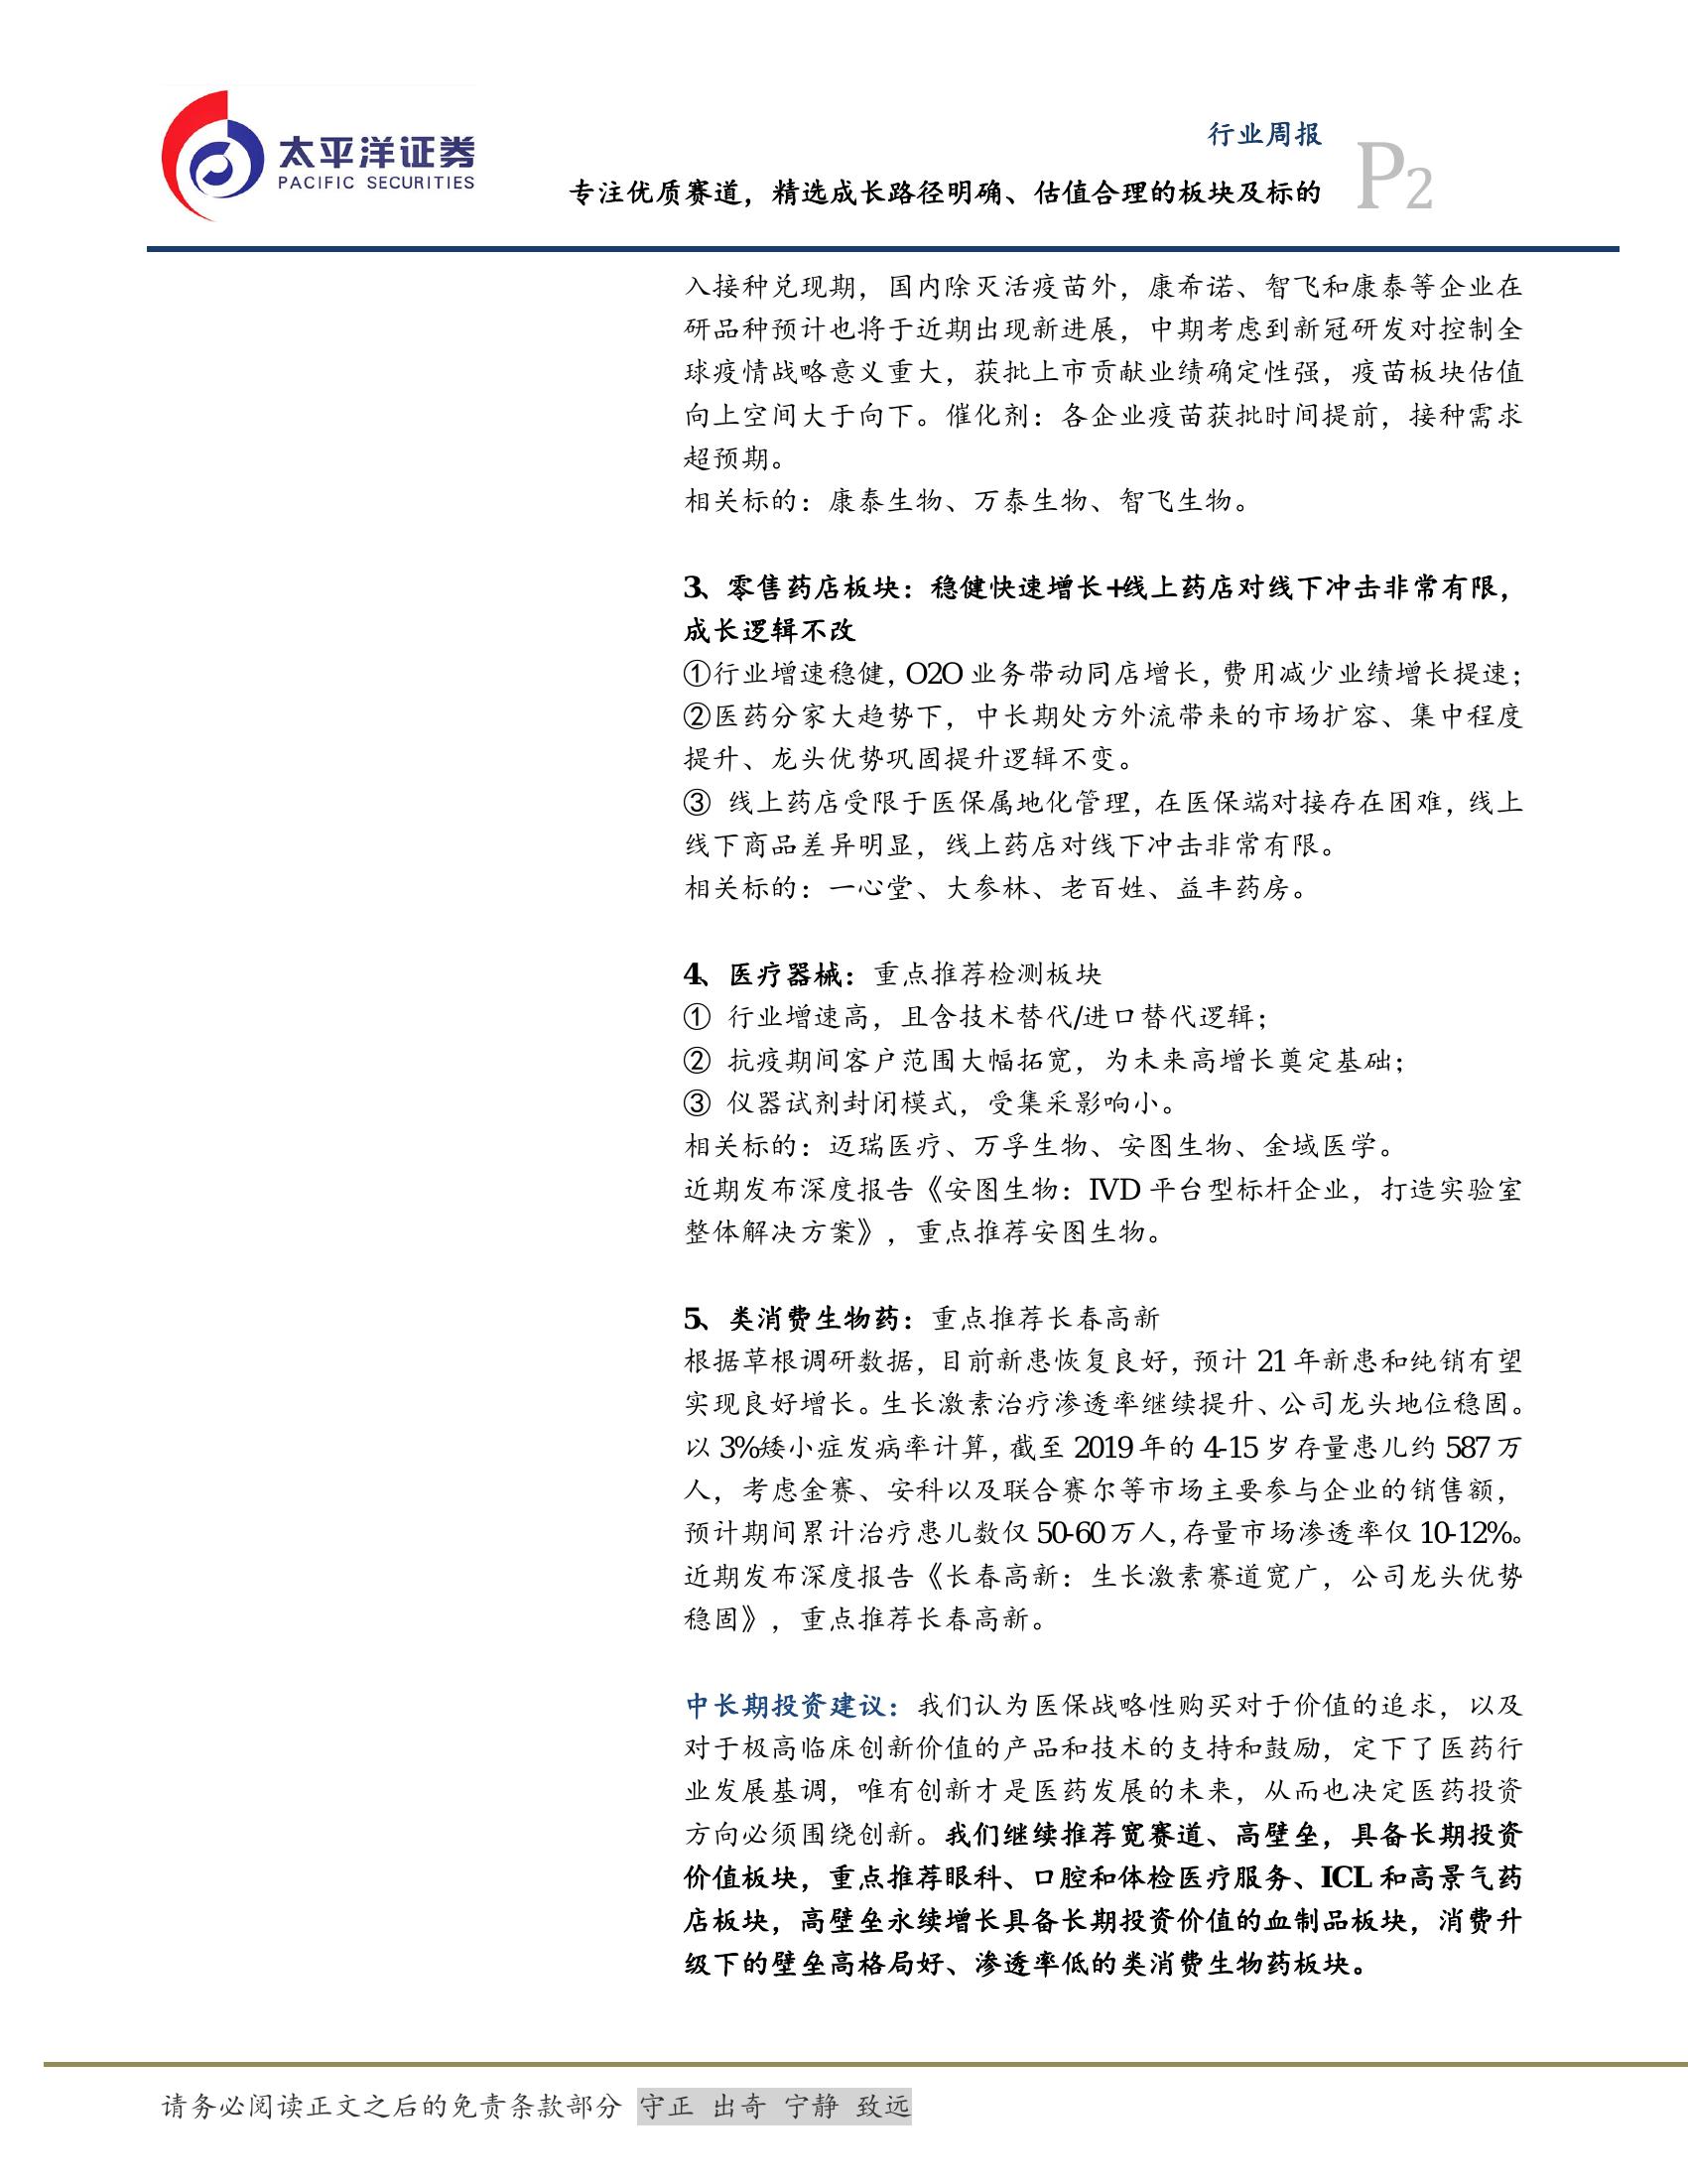 太平洋证券
PACIFIC SECURITIES
行业周报
专注优质赛道，精选成长路径明确、估值合理的板块及标的
P2
入接种兑现期，国内除灭活疫苗外，康希诺、智飞和康泰等企业在
研品种预计也将于近期出现新进展，中期考虑到新冠研发对控制全
球疫情战略意义重大，获批上市贡献业绩确定性强，疫苗板块估值
向上空间大于向下。催化剂：各企业疫苗获批时间提前，接种需求
超预期。
相关标的：康泰生物、万泰生物、智飞生物。
3、零售药店板块：稳健快速增长+线上药店对线下冲击非常有限，
成长逻辑不改
①行业增速稳健，O2O 业务带动同店增长，费用减少业绩增长提速；
②医药分家大趋势下，中长期处方外流带来的市场扩容、集中程度
提升、龙头优势巩固提升逻辑不变。
③ 线上药店受限于医保属地化管理，在医保端对接存在困难，线上
线下商品差异明显，线上药店对线下冲击非常有限。
相关标的：一心堂、大参林、老百姓、益丰药房。
4、医疗器械：重点推荐检测板块
① 行业增速高，且含技术替代/进口替代逻辑；
② 抗疫期间客户范围大幅拓宽，为未来高增长奠定基础；
③ 仪器试剂封闭模式，受集采影响小。
相关标的：迈瑞医疗、万孚生物、安图生物、金域医学。
近期发布深度报告《安图生物：IVD 平台型标杆企业，打造实验室
整体解决方案》，重点推荐安图生物。
5、类消费生物药：重点推荐长春高新
根据草根调研数据，目前新患恢复良好，预计 21 年新患和纯销有望
实现良好增长。生长激素治疗渗透率继续提升、公司龙头地位稳固。
以 3%矮小症发病率计算，截至 2019 年的 4-15 岁存量患儿约 587 万
人，考虑金赛、安科以及联合赛尔等市场主要参与企业的销售额，
预计期间累计治疗患儿数仅 50-60 万人，存量市场渗透率仅 10-12%。
近期发布深度报告《长春高新：生长激素赛道宽广，公司龙头优势
稳固》，重点推荐长春高新。
中长期投资建议：我们认为医保战略性购买对于价值的追求，以及
对于极高临床创新价值的产品和技术的支持和鼓励，定下了医药行
业发展基调，唯有创新才是医药发展的未来，从而也决定医药投资
方向必须围绕创新。我们继续推荐宽赛道、高壁垒，具备长期投资
价值板块，重点推荐眼科、口腔和体检医疗服务、ICL 和高景气药
店板块，高壁垒永续增长具备长期投资价值的血制品板块，消费升
级下的壁垒高格局好、渗透率低的类消费生物药板块。
请务必阅读正文之后的免责条款部分 守正 出奇 宁静 致远